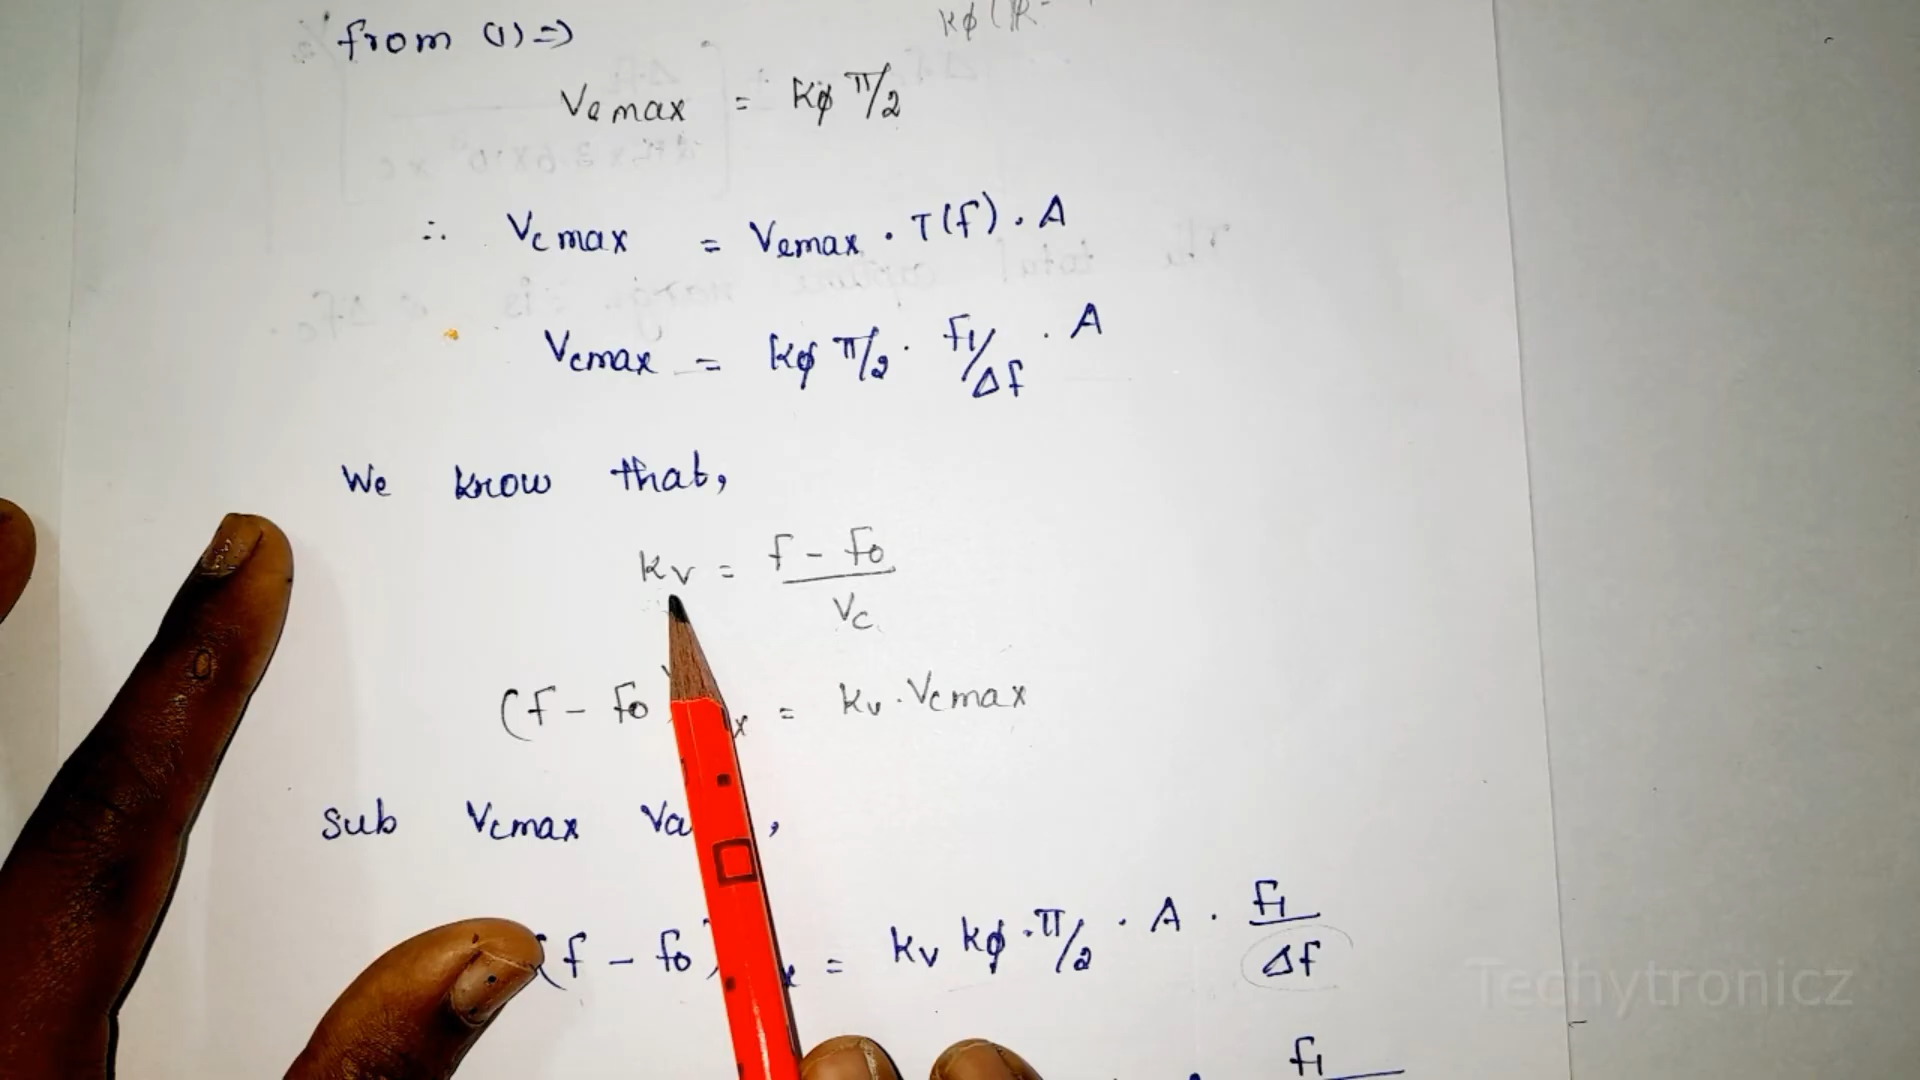 from (1) ⇒
Kϕ (
Vemax = Kϕ π/2
∴ Vcmax = Vemax . T(f) . A
Vcmax = Kϕ π/2 . f1/Δf . A
We know that,
Kv = f - fo / Vc
(f - fo) = Kv . Vcmax
Sub Vcmax ,
(f - fo) = Kv Kϕ . π/2 . A . f1/Δf
Techytronicz
f1